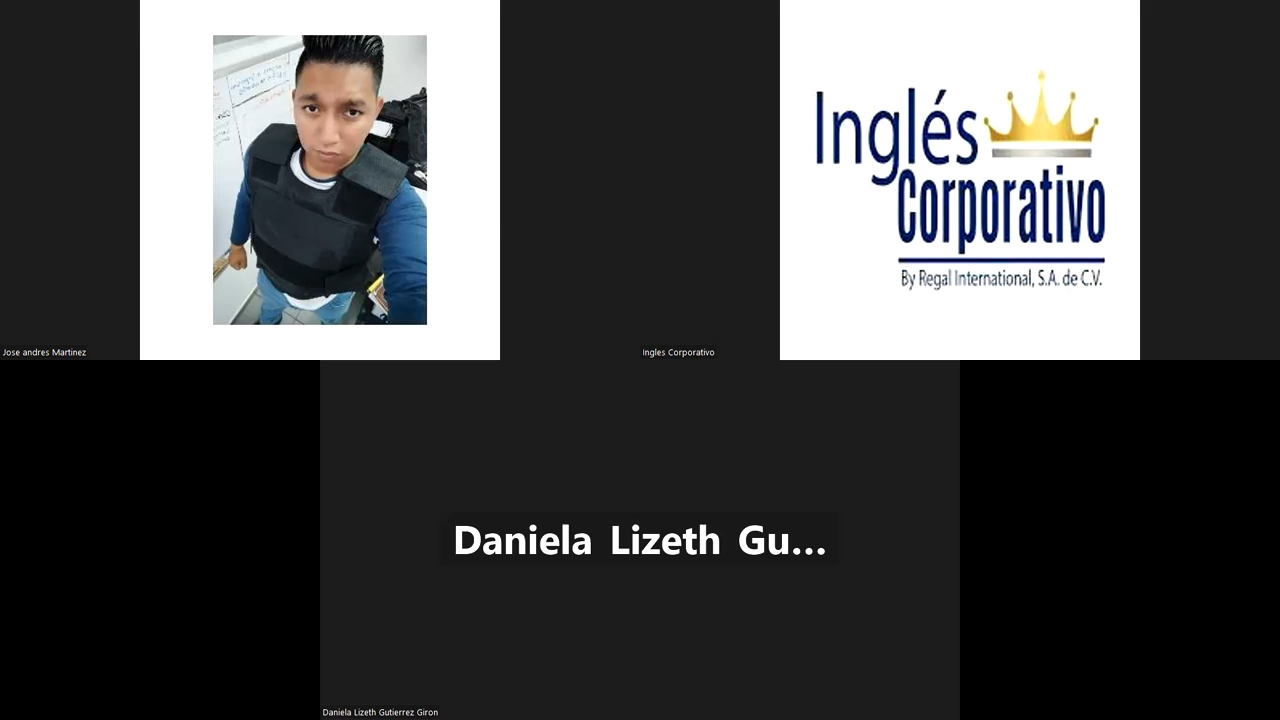 Jose andres Martinez
Inglés
Corporativo
By Regal International, S.A. de C.V.
Ingles Corporativo
Daniela Lizeth Gu...
Daniela Lizeth Gutierrez Giron